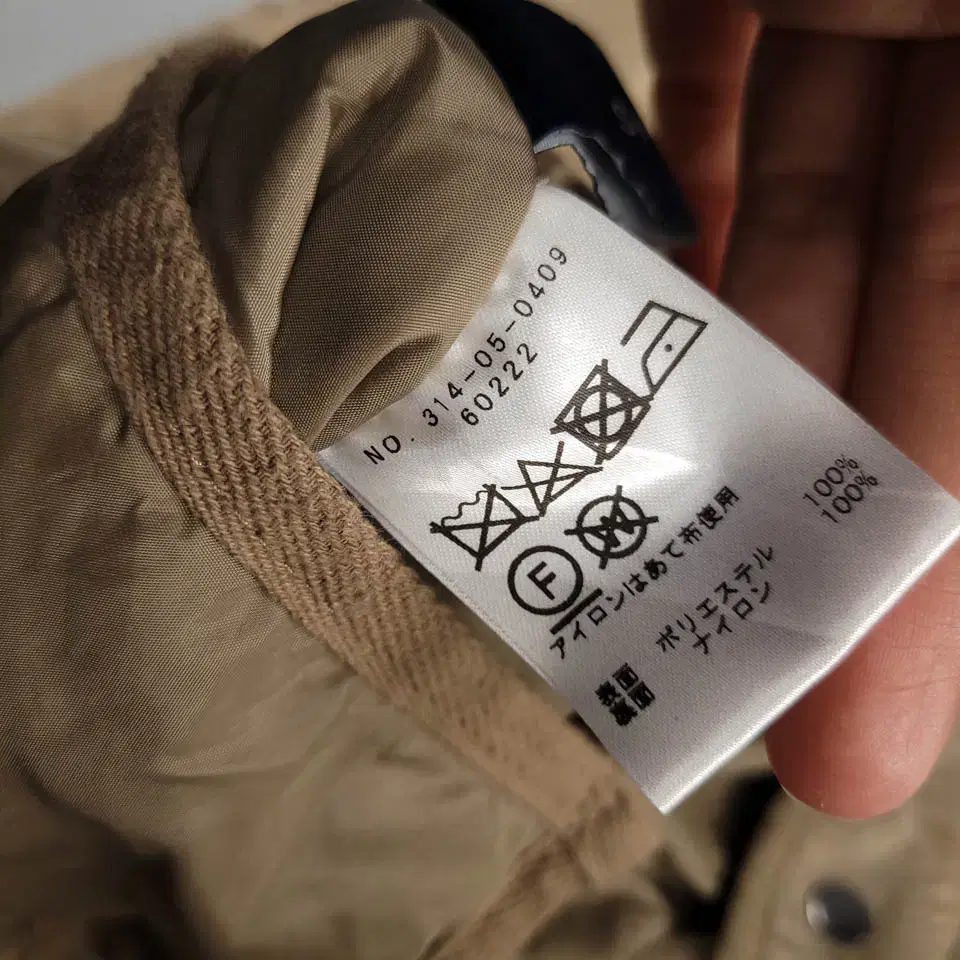 NO. 314-05-0409
60222
F
W
アイロンはあて布使用
表面 ポリエステル 100%
裏面 ナイロン 100%